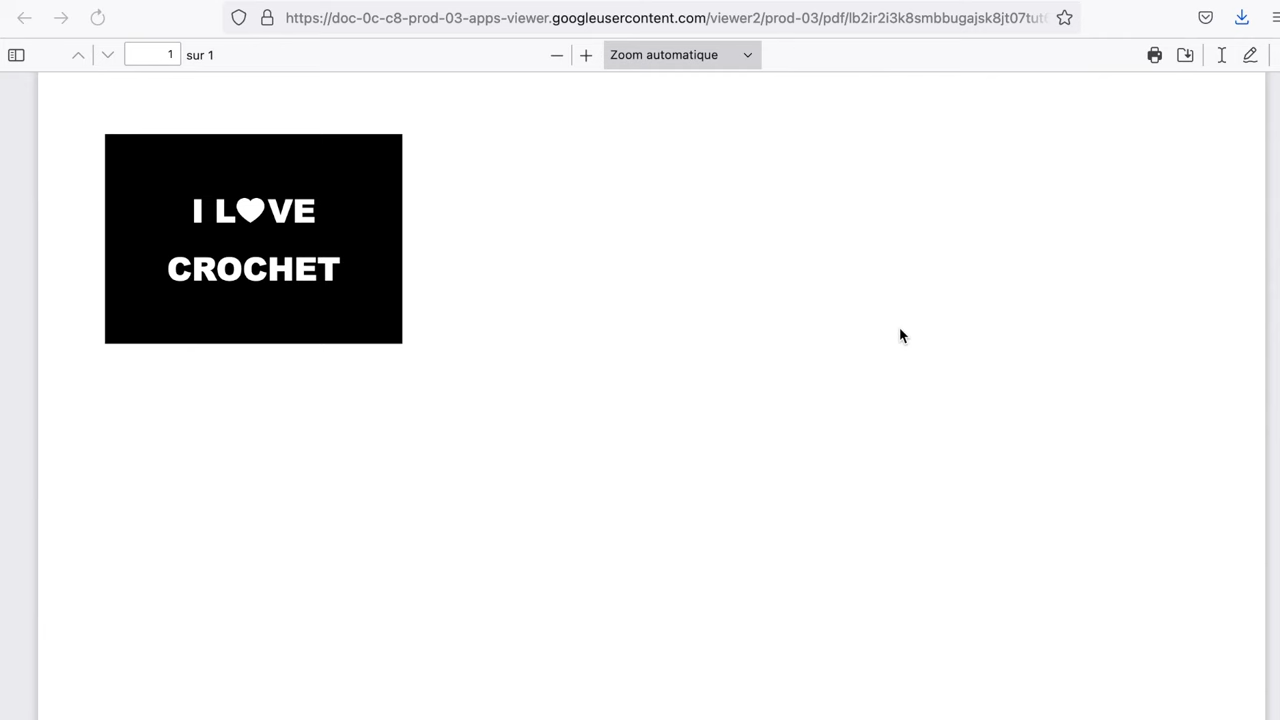 https://doc-0c-c8-prod-03-apps-viewer.googleusercontent.com/viewer2/prod-03/pdf/lb2ir2i3k8smbbugajsk8jt07tut
1 sur 1
Zoom automatique
I L♥VE
CROCHET